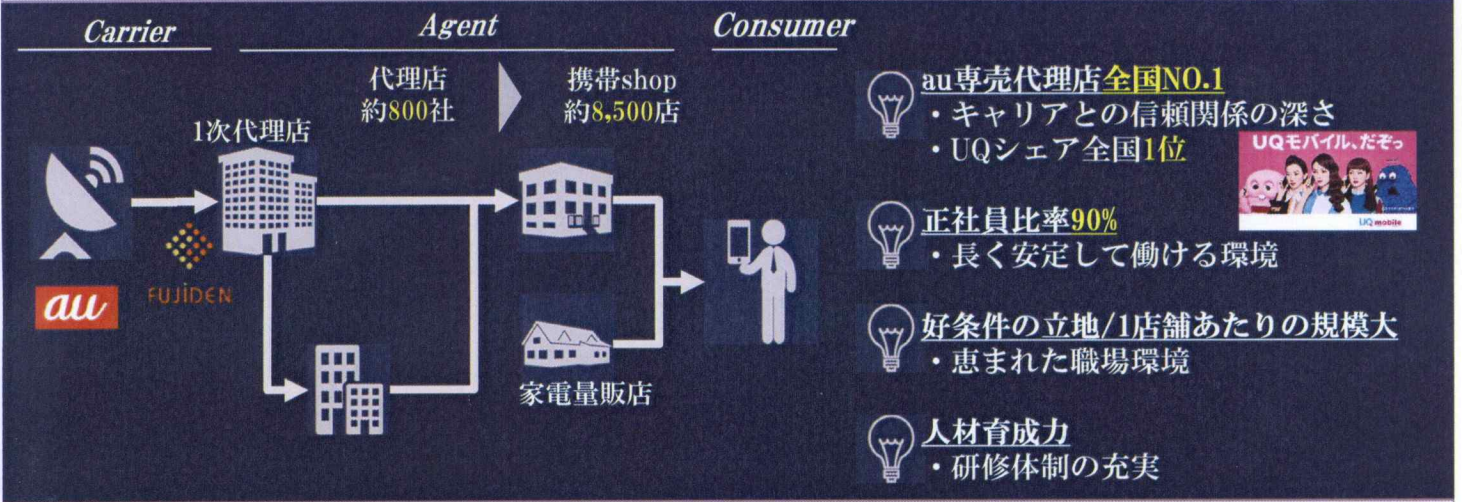 Carrier
Agent
Consumer
代理店
約800社
携帯shop
約8,500店
1次代理店
au
FUJIDEN
家電量販店
au専売代理店全国NO.1
・キャリアとの信頼関係の深さ
・UQシェア全国1位
UQモバイル、だぞっ
UQ mobile
正社員比率90%
・長く安定して働ける環境
好条件の立地/1店舗あたりの規模大
・恵まれた職場環境
人材育成力
・研修体制の充実